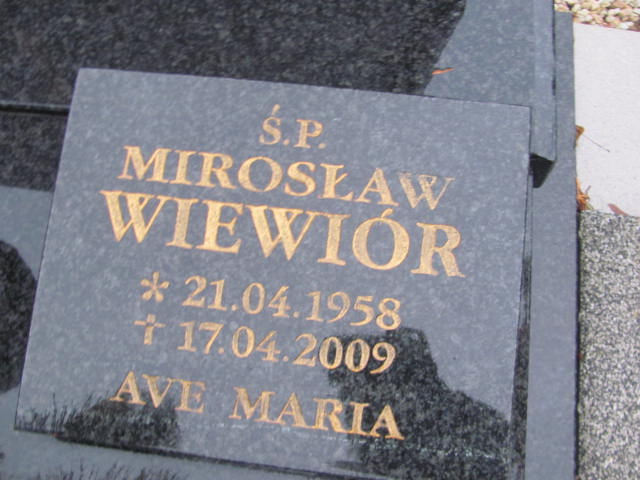 Ś.P.
MIROSŁAW
WIEWIÓR
* 21.04.1958
✝ 17.04.2009
AVE MARIA